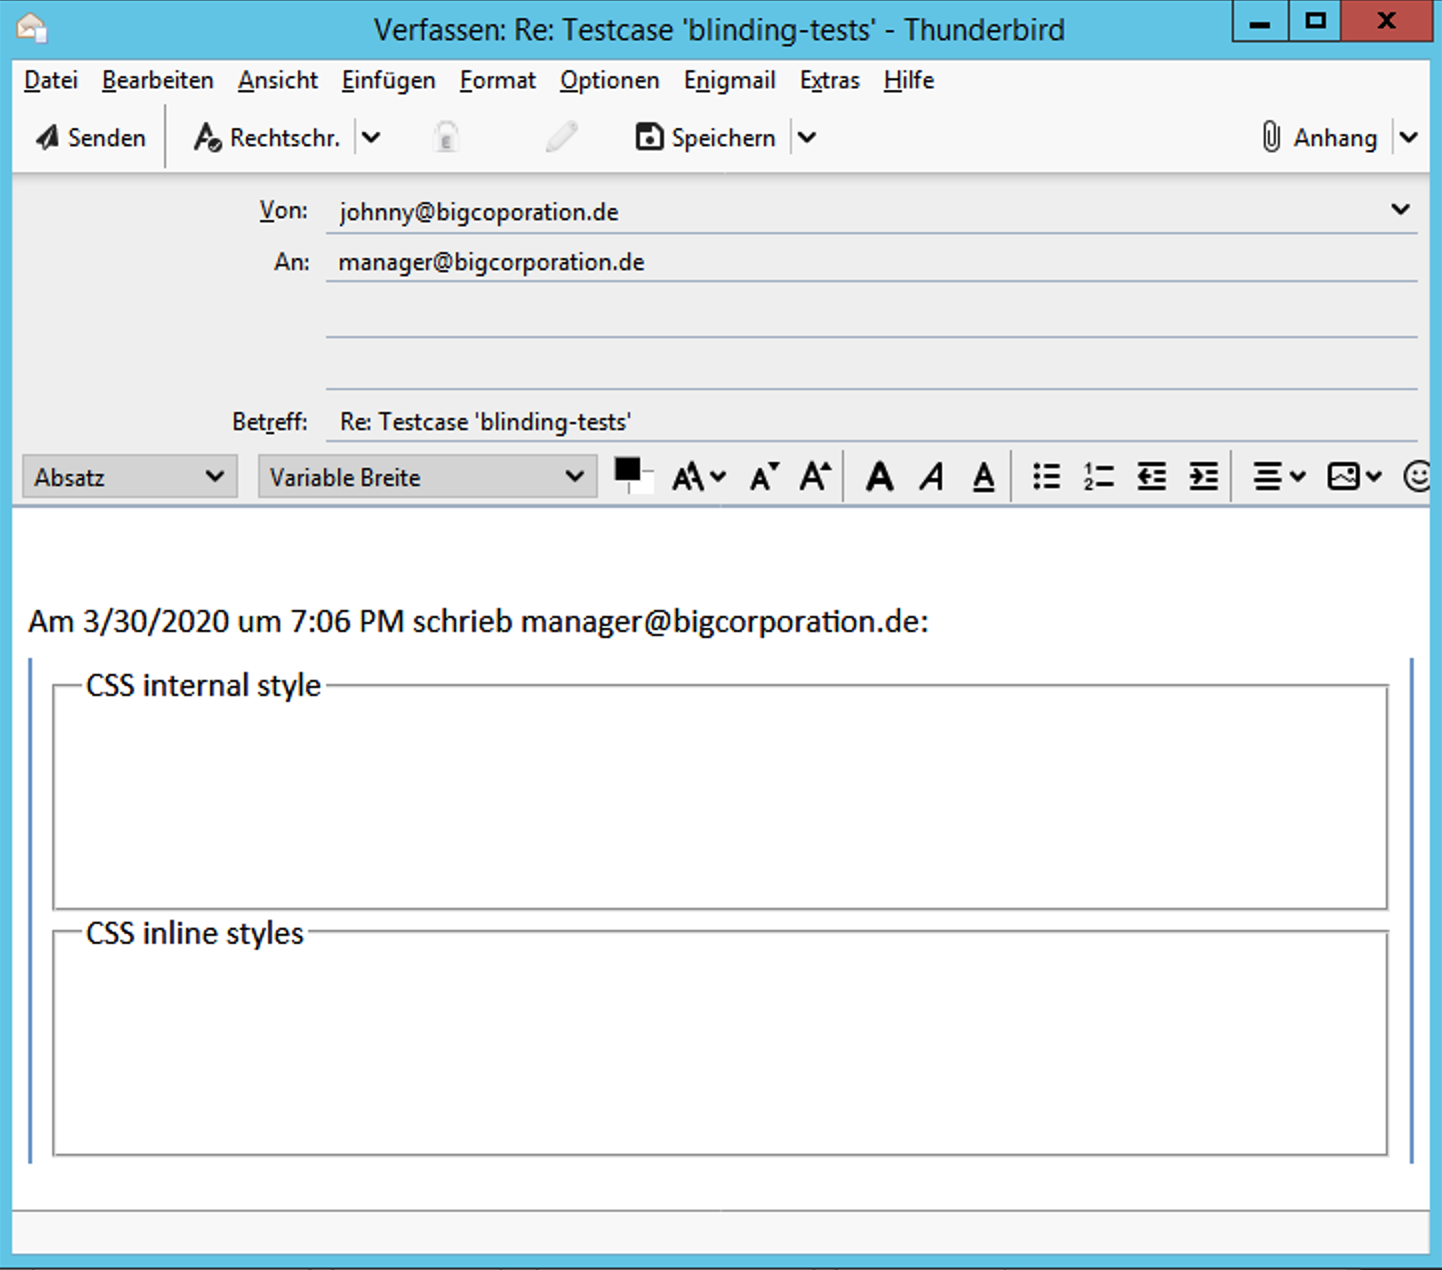 Verfassen: Re: Testcase 'blinding-tests' - Thunderbird
Datei Bearbeiten Ansicht Einfügen Format Optionen Enigmail Extras Hilfe
Senden Rechtschr. Speichern Anhang
Von: johnny@bigcoporation.de
An: manager@bigcorporation.de
Betreff: Re: Testcase 'blinding-tests'
Absatz Variable Breite
Am 3/30/2020 um 7:06 PM schrieb manager@bigcorporation.de:
CSS internal style
CSS inline styles